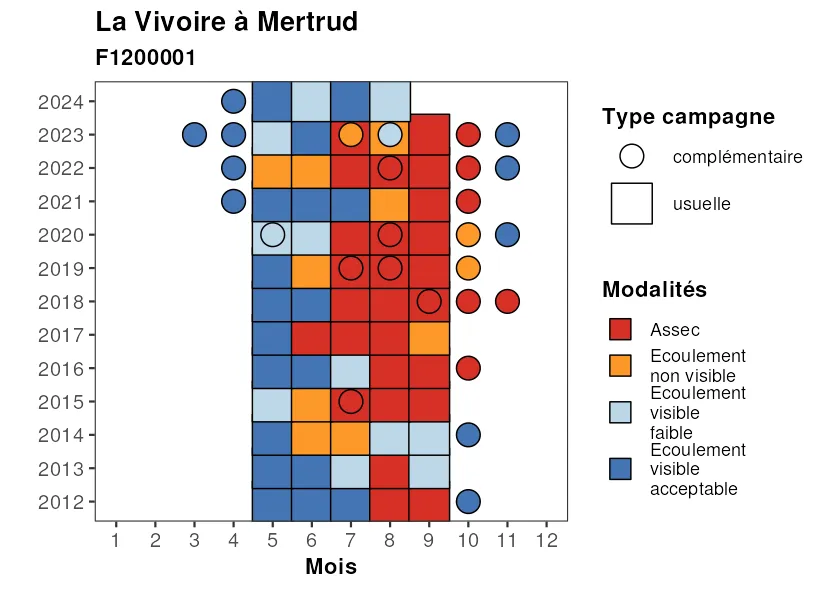 La Vivoire à Mertrud
F1200001
2024
2023
2022
2021
2020
2019
2018
2017
2016
2015
2014
2013
2012
1 2 3 4 5 6 7 8 9 10 11 12
Mois
Type campagne
complémentaire
usuelle
Modalités
Assec
Ecoulement
non visible
Ecoulement
visible
faible
Ecoulement
visible
acceptable